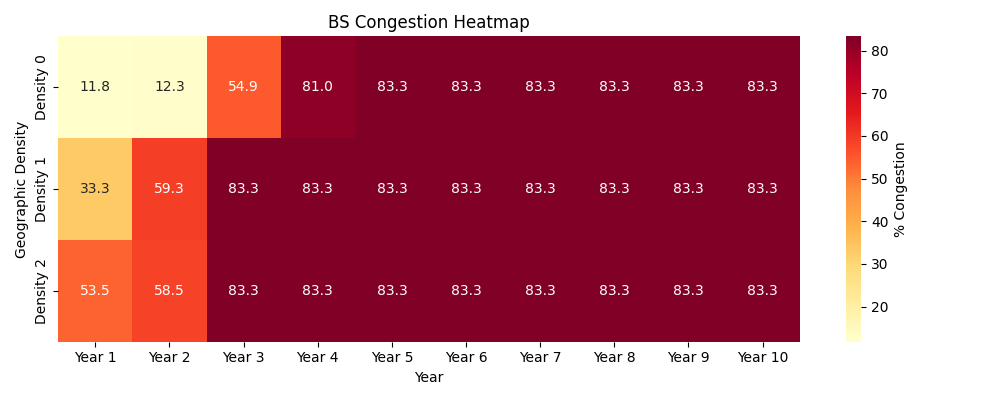 BS Congestion Heatmap
Geographic Density
Density 0
11.8 12.3 54.9 81.0 83.3 83.3 83.3 83.3 83.3 83.3
Density 1
33.3 59.3 83.3 83.3 83.3 83.3 83.3 83.3 83.3 83.3
Density 2
53.5 58.5 83.3 83.3 83.3 83.3 83.3 83.3 83.3 83.3
Year 1 Year 2 Year 3 Year 4 Year 5 Year 6 Year 7 Year 8 Year 9 Year 10
Year
80
70
60
50
40
30
20
% Congestion